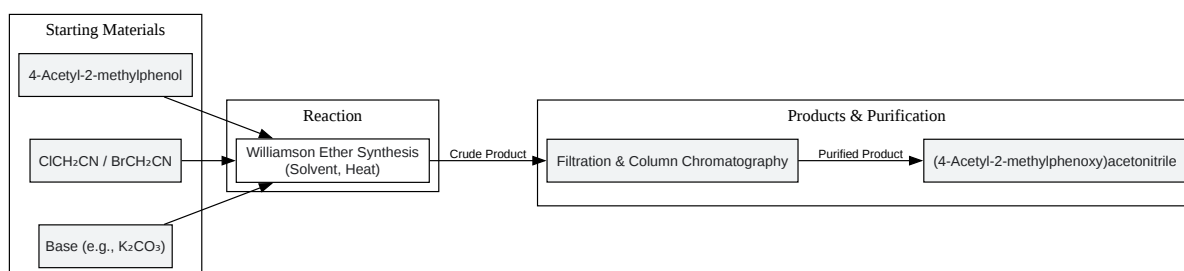 Starting Materials
4-Acetyl-2-methylphenol
ClCH₂CN / BrCH₂CN
Base (e.g., K₂CO₃)
Reaction
Williamson Ether Synthesis
(Solvent, Heat)
Crude Product
Products & Purification
Filtration & Column Chromatography
Purified Product
(4-Acetyl-2-methylphenoxy)acetonitrile